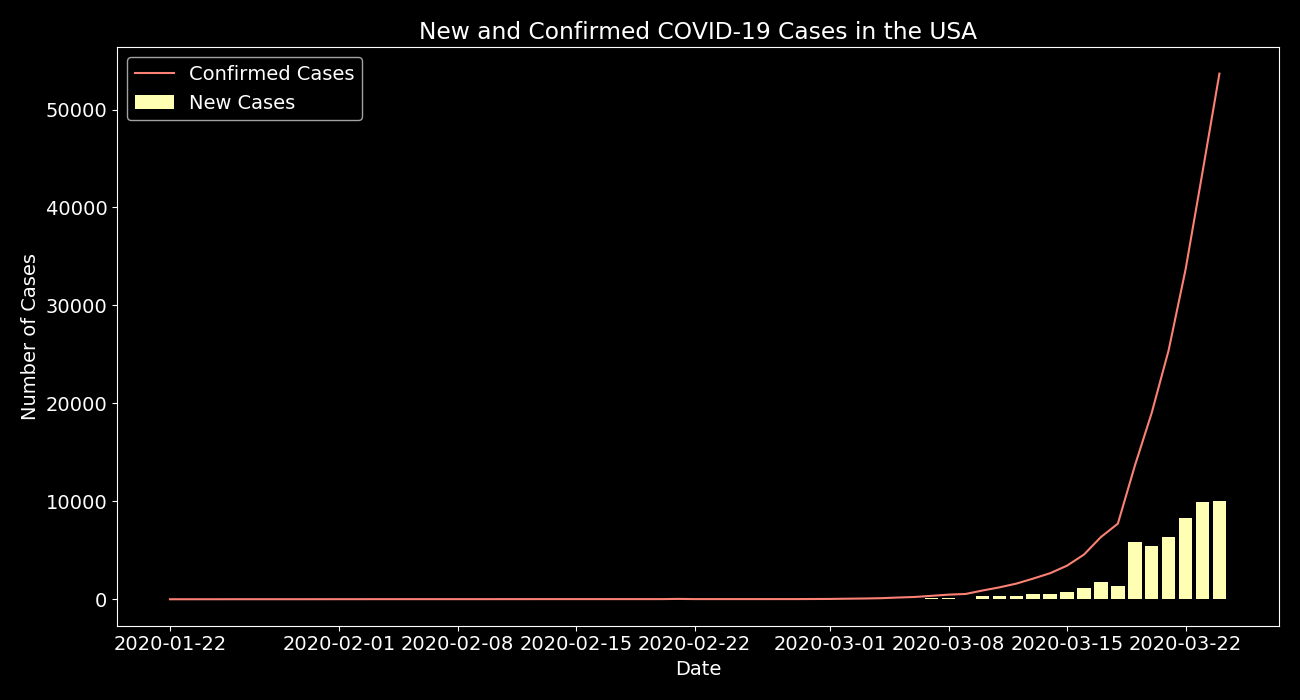 New and Confirmed COVID-19 Cases in the USA
Confirmed Cases
New Cases
50000
40000
30000
20000
10000
0
Number of Cases
2020-01-22 2020-02-01 2020-02-08 2020-02-15 2020-02-22 2020-03-01 2020-03-08 2020-03-15 2020-03-22
Date